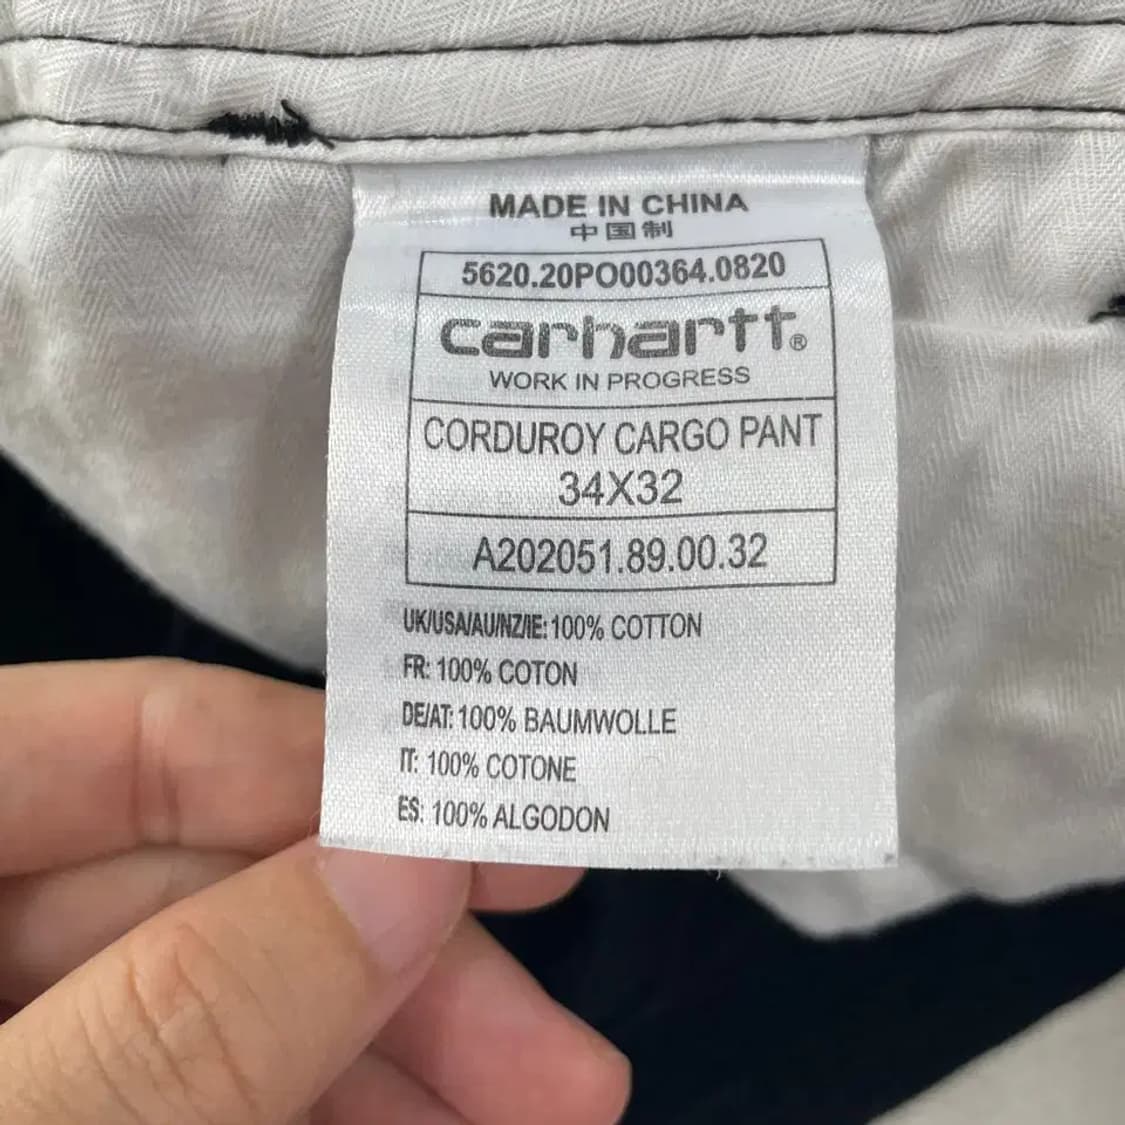 MADE IN CHINA
中国制
5620.20PO00364.0820
carhartt®
WORK IN PROGRESS
CORDUROY CARGO PANT
34X32
A202051.89.00.32
UK/USA/AU/NZ/IE: 100% COTTON
FR: 100% COTON
DE/AT: 100% BAUMWOLLE
IT: 100% COTONE
ES: 100% ALGODON